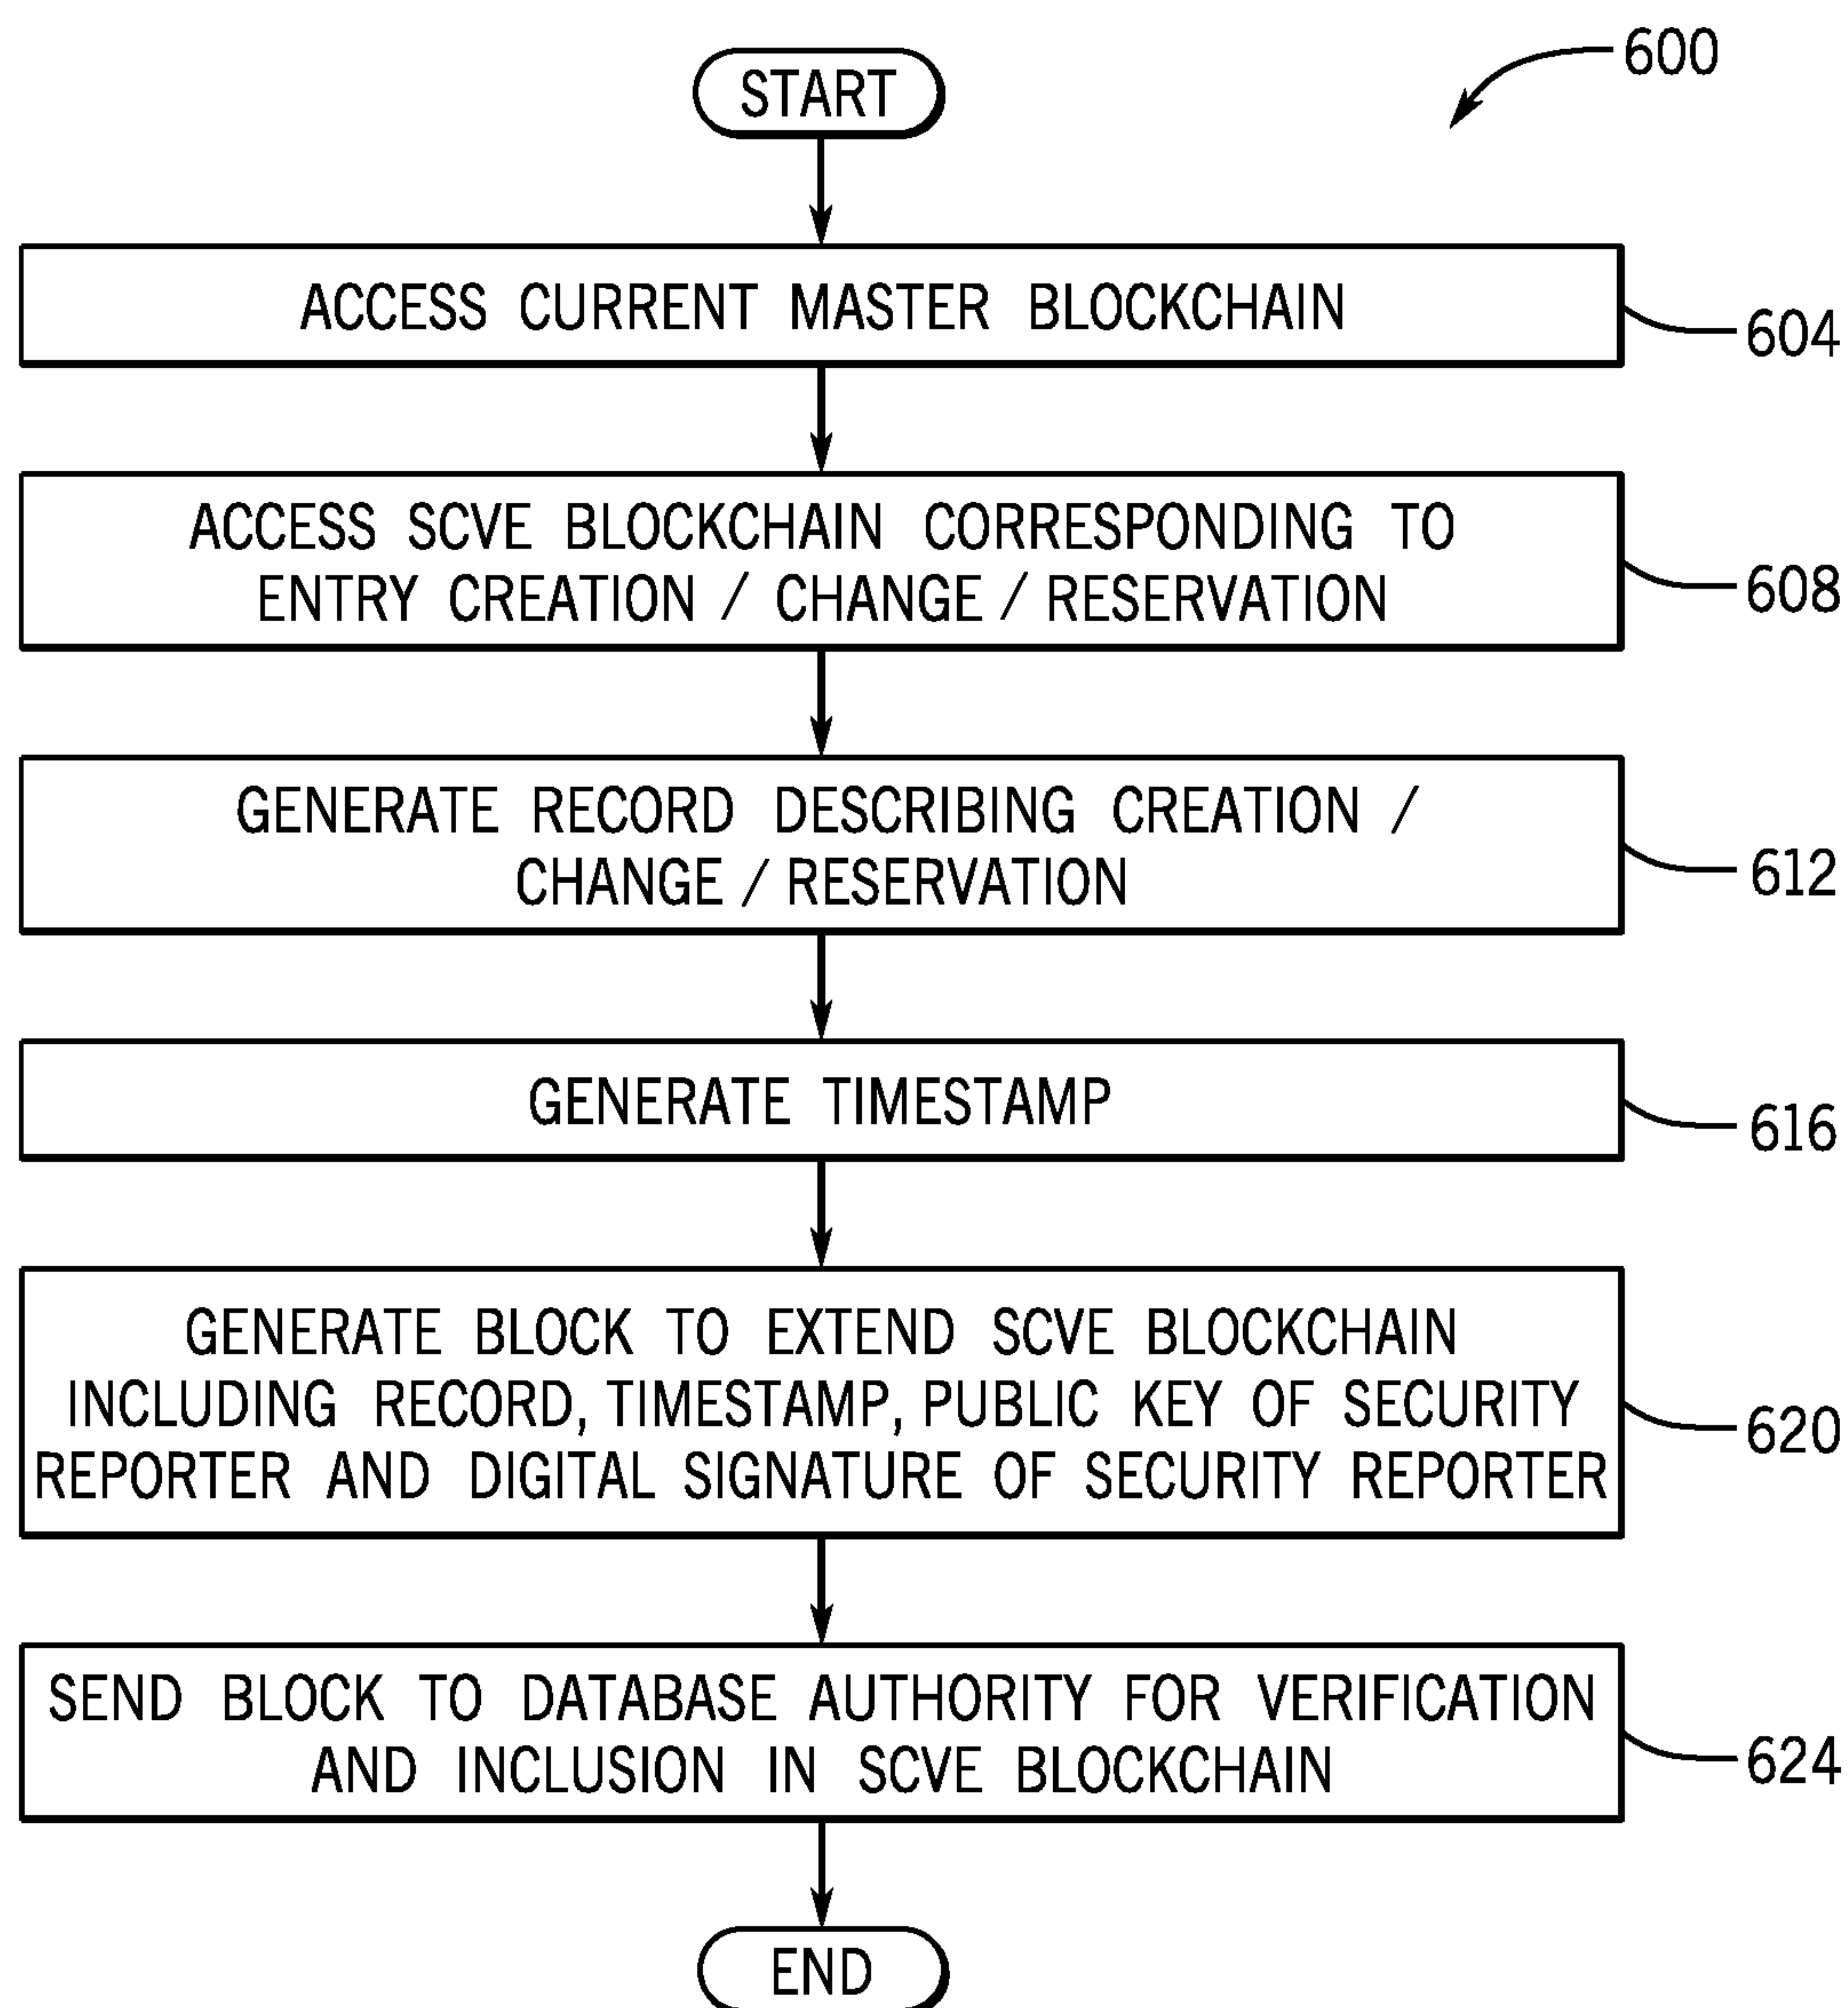 600
START
ACCESS CURRENT MASTER BLOCKCHAIN
604
ACCESS SCVE BLOCKCHAIN CORRESPONDING TO
ENTRY CREATION / CHANGE / RESERVATION
608
GENERATE RECORD DESCRIBING CREATION /
CHANGE / RESERVATION
612
GENERATE TIMESTAMP
616
GENERATE BLOCK TO EXTEND SCVE BLOCKCHAIN
INCLUDING RECORD, TIMESTAMP, PUBLIC KEY OF SECURITY
REPORTER AND DIGITAL SIGNATURE OF SECURITY REPORTER
620
SEND BLOCK TO DATABASE AUTHORITY FOR VERIFICATION
AND INCLUSION IN SCVE BLOCKCHAIN
624
END